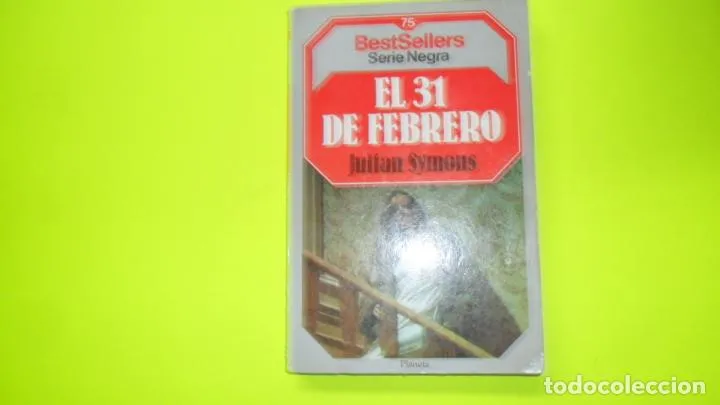 75
BestSellers
Serie Negra
EL 31
DE FEBRERO
Julian Symons
Planeta
todocoleccion